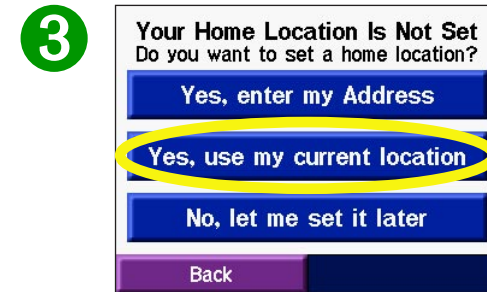 3
Your Home Location Is Not Set
Do you want to set a home location?
Yes, enter my Address
Yes, use my current location
No, let me set it later
Back